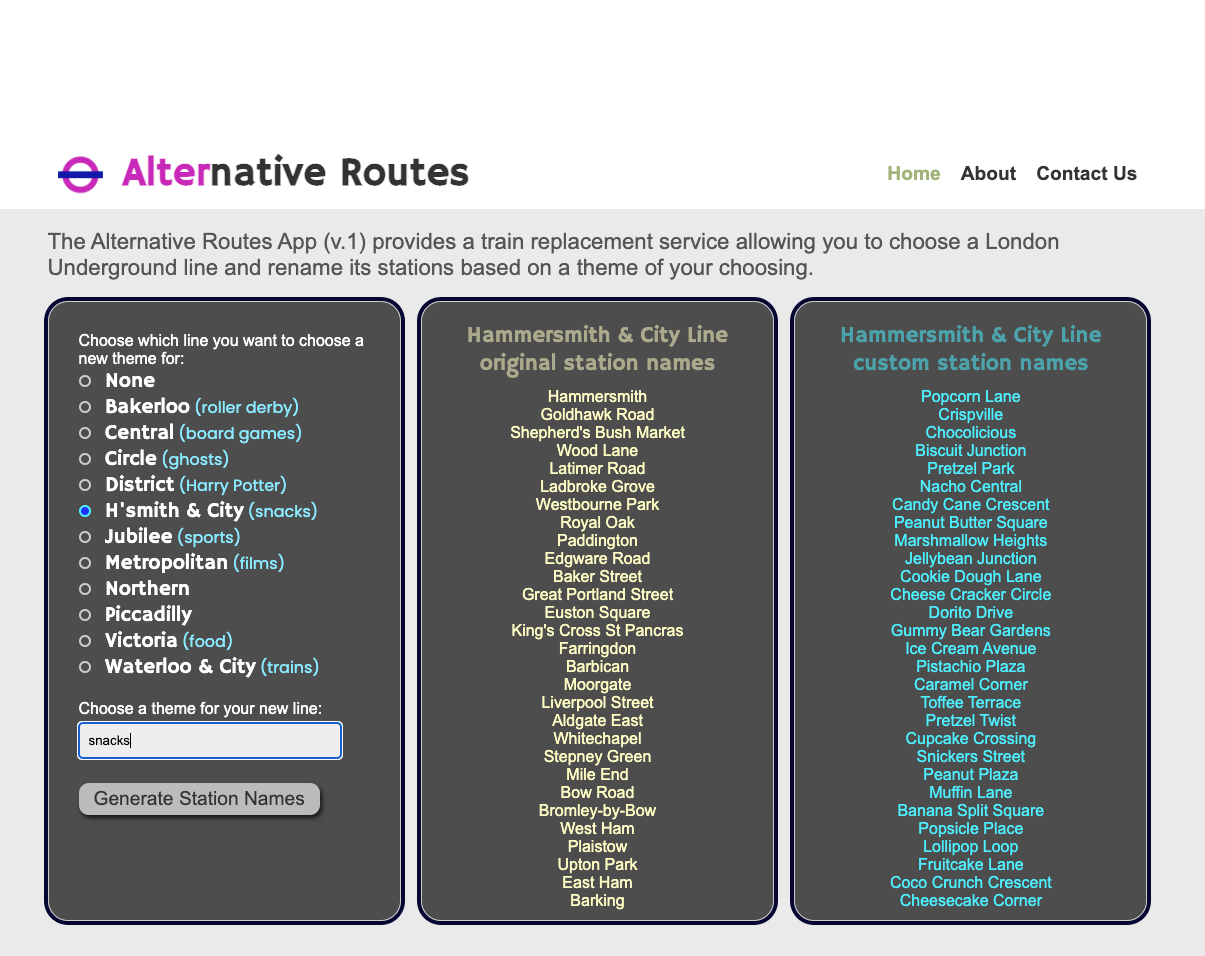 Alternative Routes
Home About Contact Us
The Alternative Routes App (v.1) provides a train replacement service allowing you to choose a London
Underground line and rename its stations based on a theme of your choosing.
Choose which line you want to choose a
new theme for:
None
Bakerloo (roller derby)
Central (board games)
Circle (ghosts)
District (Harry Potter)
H'smith & City (snacks)
Jubilee (sports)
Metropolitan (films)
Northern
Piccadilly
Victoria (food)
Waterloo & City (trains)
Choose a theme for your new line:
snacks
Generate Station Names
Hammersmith & City Line
original station names
Hammersmith
Goldhawk Road
Shepherd's Bush Market
Wood Lane
Latimer Road
Ladbroke Grove
Westbourne Park
Royal Oak
Paddington
Edgware Road
Baker Street
Great Portland Street
Euston Square
King's Cross St Pancras
Farringdon
Barbican
Moorgate
Liverpool Street
Aldgate East
Whitechapel
Stepney Green
Mile End
Bow Road
Bromley-by-Bow
West Ham
Plaistow
Upton Park
East Ham
Barking
Hammersmith & City Line
custom station names
Popcorn Lane
Crispville
Chocolicious
Biscuit Junction
Pretzel Park
Nacho Central
Candy Cane Crescent
Peanut Butter Square
Marshmallow Heights
Jellybean Junction
Cookie Dough Lane
Cheese Cracker Circle
Dorito Drive
Gummy Bear Gardens
Ice Cream Avenue
Pistachio Plaza
Caramel Corner
Toffee Terrace
Pretzel Twist
Cupcake Crossing
Snickers Street
Peanut Plaza
Muffin Lane
Banana Split Square
Popsicle Place
Lollipop Loop
Fruitcake Lane
Coco Crunch Crescent
Cheesecake Corner